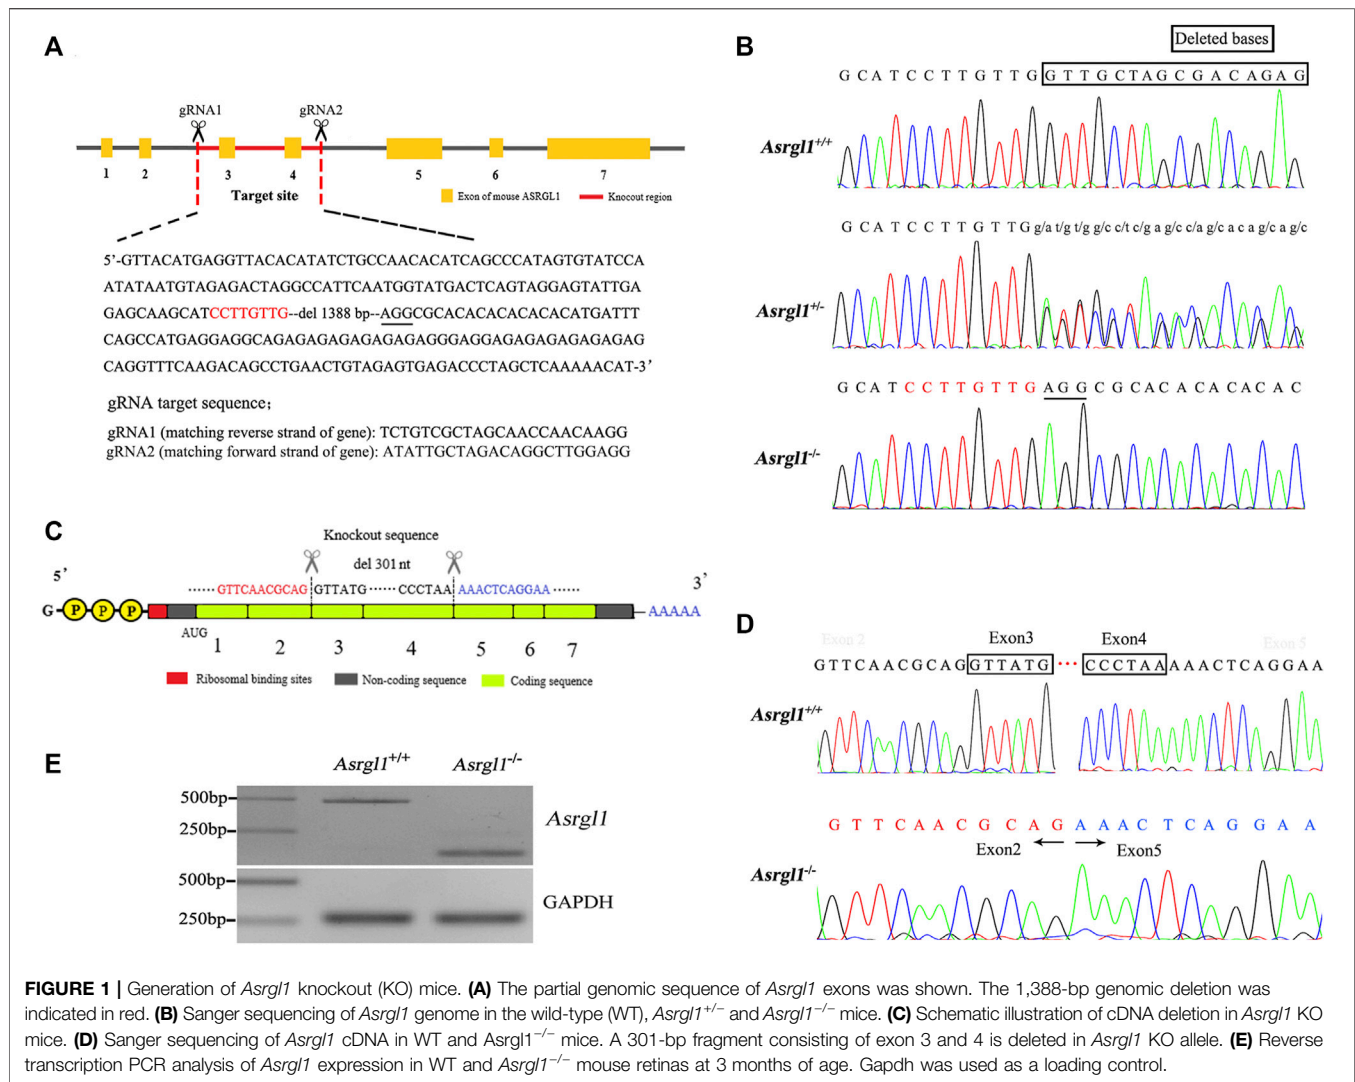 A
gRNA1 gRNA2
1 2 3 4 5 6 7
Target site
Exon of mouse ASRGL1 Knocout region
5’-GTTACATGAGGTTACACATATCTGCCAACACATCAGCCCATAGTGTATCCA
ATATAATGTAGAGACTAGGCCATTCAATGGTATGACTCAGTAGGAGTATTGA
GAGCAAGCATCCTTGTTG--del 1388 bp--AGGCGCACACACACACACATGATTT
CAGCCATGAGGAGGCAGAGAGAGAGAGAGAGAGGGAGGAGAGAGAGAGAGAG
CAGGTTTCAAGACAGCCTGAACTGTAGAGTGAGACCCTAGCTCAAAAACAT-3’
gRNA target sequence;
gRNA1 (matching reverse strand of gene): TCTGTCGCTAGCAACCAACAAGG
gRNA2 (matching forward strand of gene): ATATTGCTAGACAGGCTTGGAGG
B
Deleted bases
G C A T C C T T G T T G G T T G C T A G C G A C A G A G
Asrgl1+/+
G C A T C C T T G T T G g/a t/g t/g g/c c/t c/g a g c c/a g c a c a g c a g/c
Asrgl1+/-
G C A T C C T T G T T G A G G C G C A C A C A C A C A C
Asrgl1-/-
C
Knockout sequence
del 301 nt
5’ 3’
······ GTTCAACGCAG GTTATG ······ CCCTAA AAACTCAGGAA ······
G P P P AAAAA
AUG
1 2 3 4 5 6 7
Ribosomal binding sites Non-coding sequence Coding sequence
D
Exon 2 Exon3 Exon4 Exon 5
G T T C A A C G C A G G T T A T G ··· C C C T A A A A A C T C A G G A A
Asrgl1+/+
G T T C A A C G C A G A A A C T C A G G A A
Exon2 Exon5
Asrgl1-/-
E
Asrgl1+/+ Asrgl1-/-
500bp
250bp
Asrgl1
500bp
250bp
GAPDH
FIGURE 1 | Generation of Asrgl1 knockout (KO) mice. (A) The partial genomic sequence of Asrgl1 exons was shown. The 1,388-bp genomic deletion was
indicated in red. (B) Sanger sequencing of Asrgl1 genome in the wild-type (WT), Asrgl1+/− and Asrgl1−/− mice. (C) Schematic illustration of cDNA deletion in Asrgl1 KO
mice. (D) Sanger sequencing of Asrgl1 cDNA in WT and Asrgl1−/− mice. A 301-bp fragment consisting of exon 3 and 4 is deleted in Asrgl1 KO allele. (E) Reverse
transcription PCR analysis of Asrgl1 expression in WT and Asrgl1−/− mouse retinas at 3 months of age. Gapdh was used as a loading control.